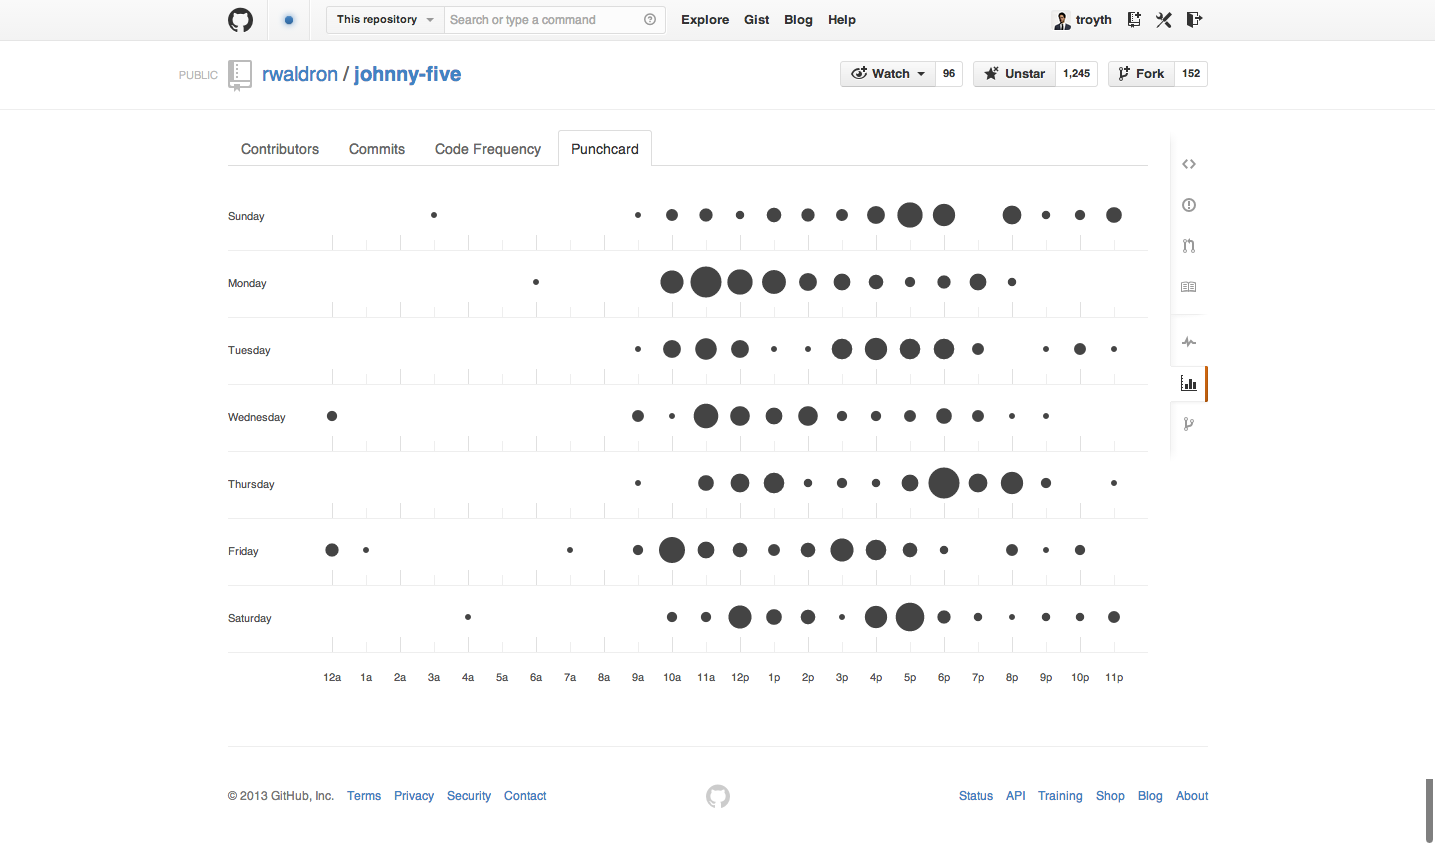 This repository Search or type a command Explore Gist Blog Help troyth
PUBLIC rwaldron / johnny-five Watch 96 Unstar 1,245 Fork 152
Contributors Commits Code Frequency Punchcard
Sunday
Monday
Tuesday
Wednesday
Thursday
Friday
Saturday
12a 1a 2a 3a 4a 5a 6a 7a 8a 9a 10a 11a 12p 1p 2p 3p 4p 5p 6p 7p 8p 9p 10p 11p
© 2013 GitHub, Inc. Terms Privacy Security Contact Status API Training Shop Blog About